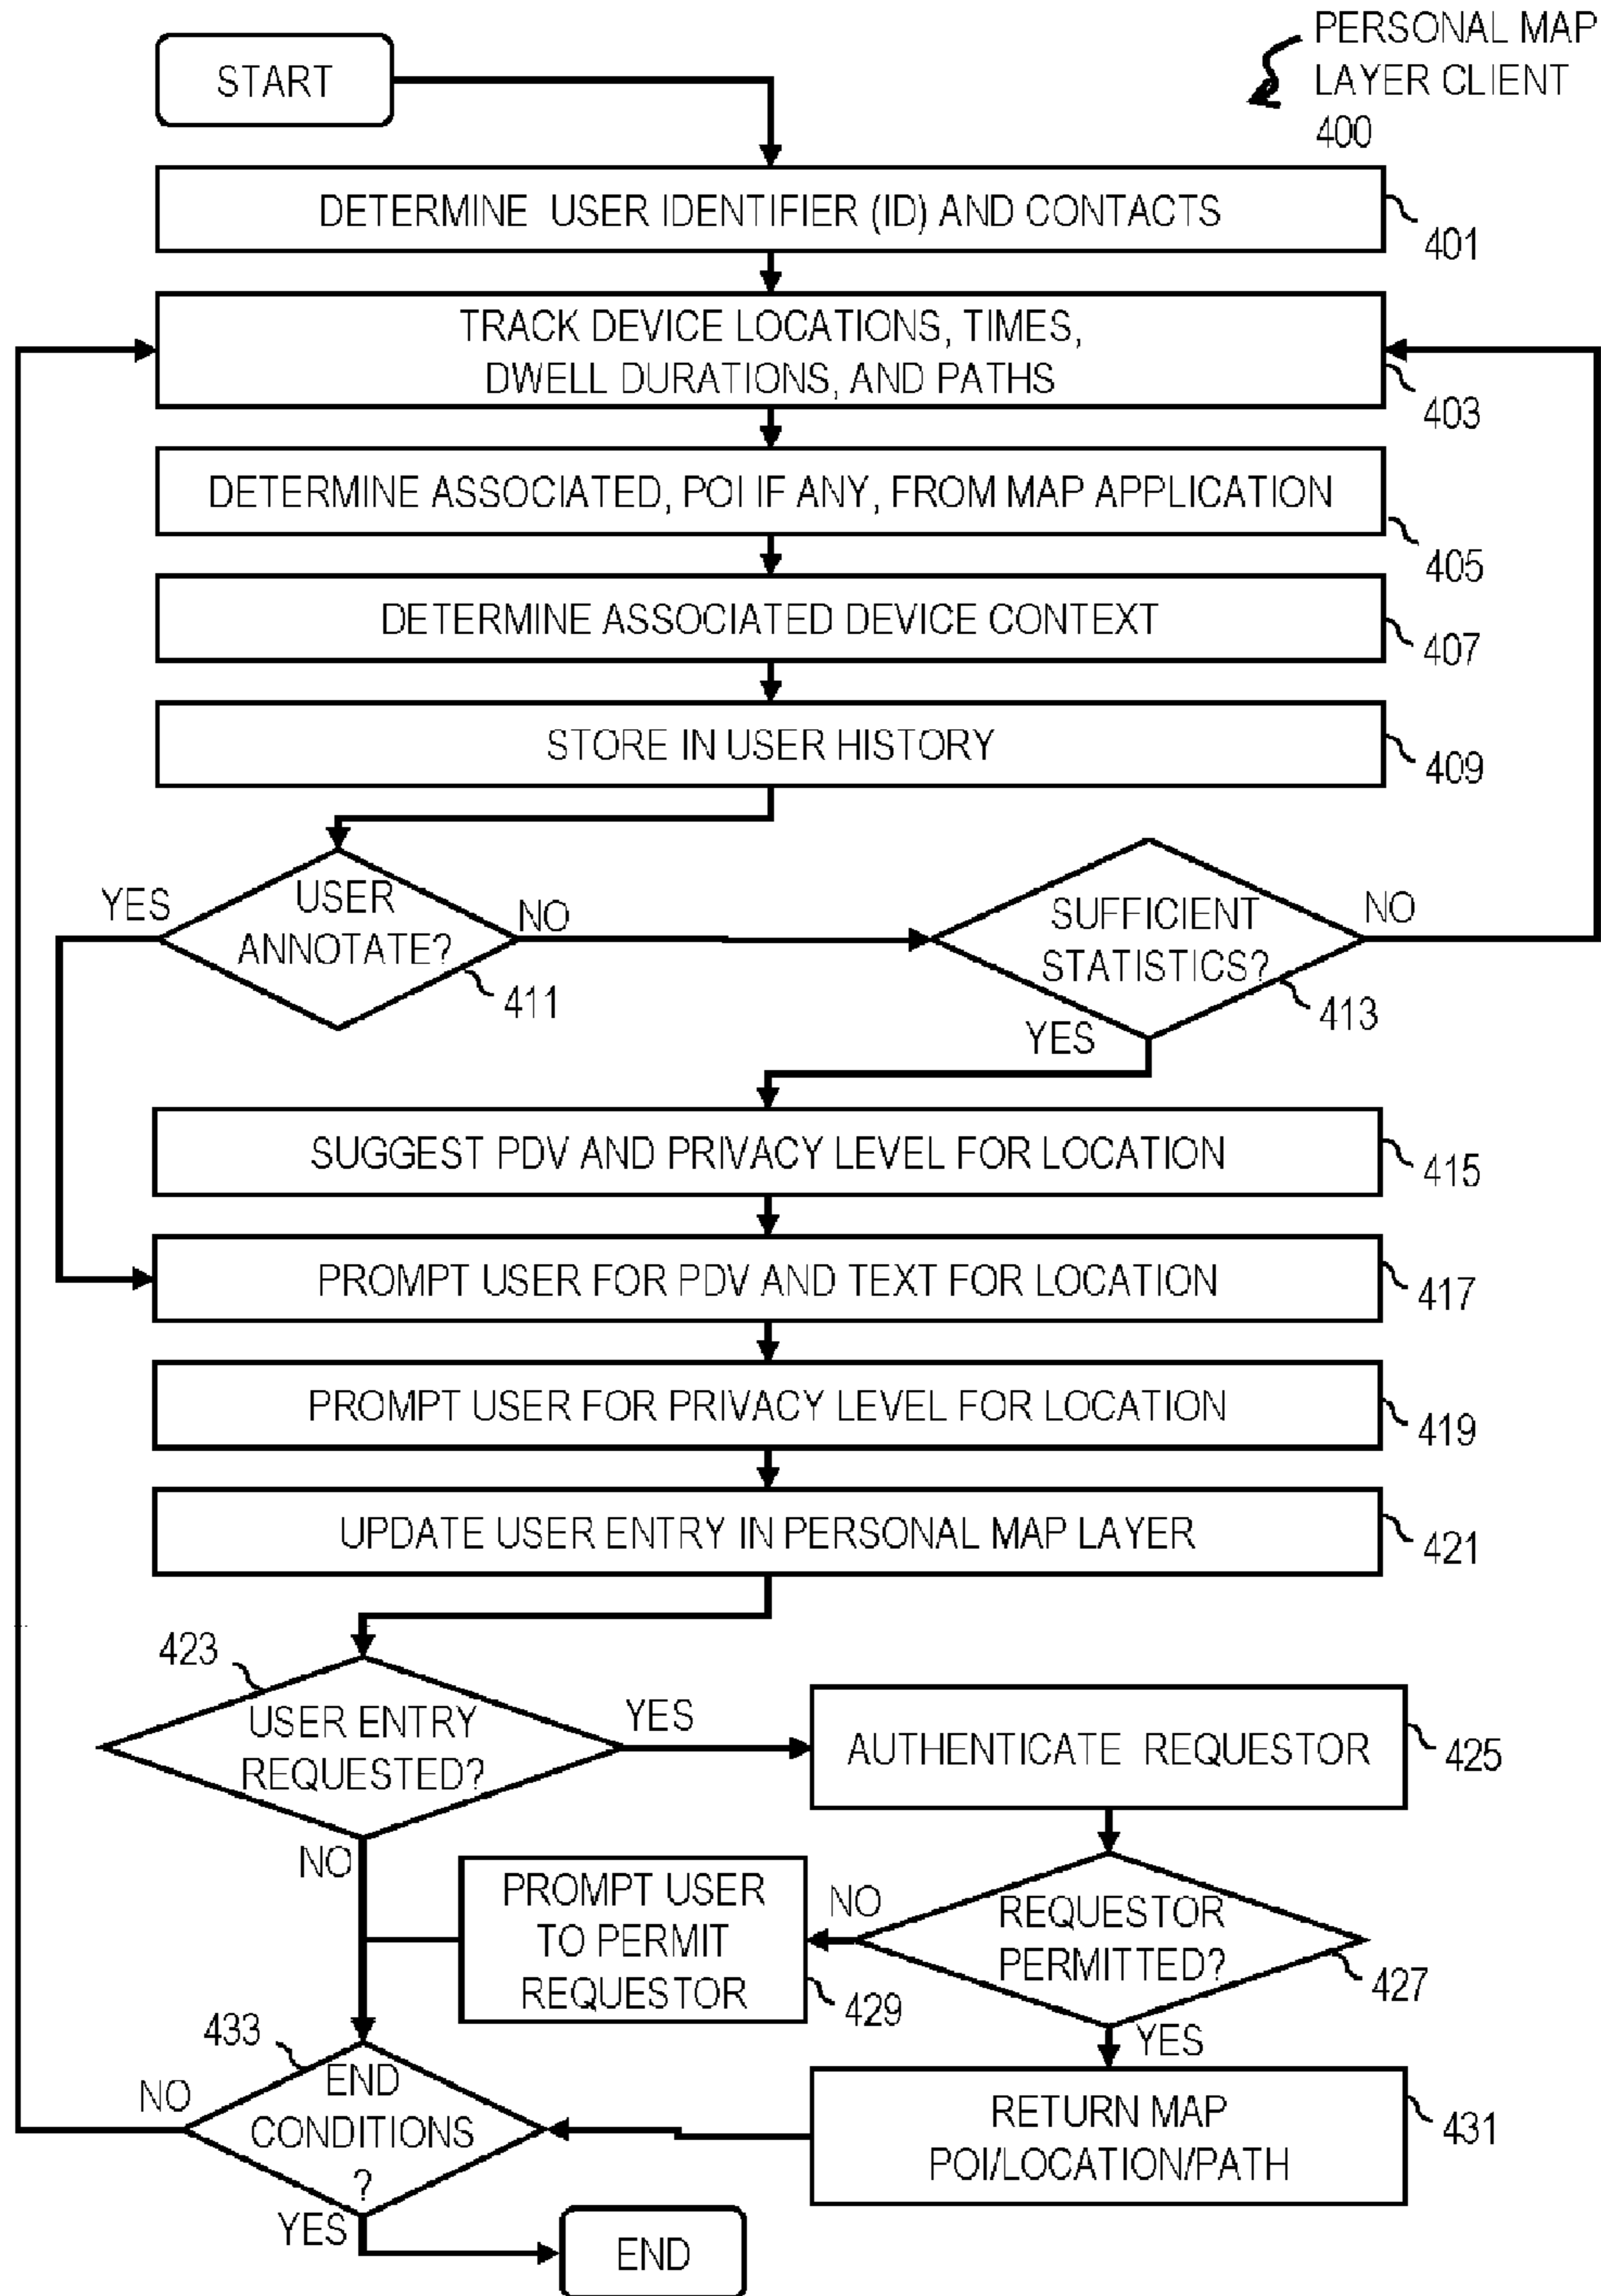 PERSONAL MAP
LAYER CLIENT
400
START
DETERMINE USER IDENTIFIER (ID) AND CONTACTS
401
TRACK DEVICE LOCATIONS, TIMES,
DWELL DURATIONS, AND PATHS
403
DETERMINE ASSOCIATED, POI IF ANY, FROM MAP APPLICATION
405
DETERMINE ASSOCIATED DEVICE CONTEXT
407
STORE IN USER HISTORY
409
YES
USER
ANNOTATE?
NO
411
SUFFICIENT
STATISTICS?
NO
413
YES
SUGGEST PDV AND PRIVACY LEVEL FOR LOCATION
415
PROMPT USER FOR PDV AND TEXT FOR LOCATION
417
PROMPT USER FOR PRIVACY LEVEL FOR LOCATION
419
UPDATE USER ENTRY IN PERSONAL MAP LAYER
421
423
USER ENTRY
REQUESTED?
YES
NO
AUTHENTICATE REQUESTOR
425
REQUESTOR
PERMITTED?
427
NO
YES
PROMPT USER
TO PERMIT
REQUESTOR
429
RETURN MAP
POI/LOCATION/PATH
431
433
END
CONDITIONS
?
NO
YES
END